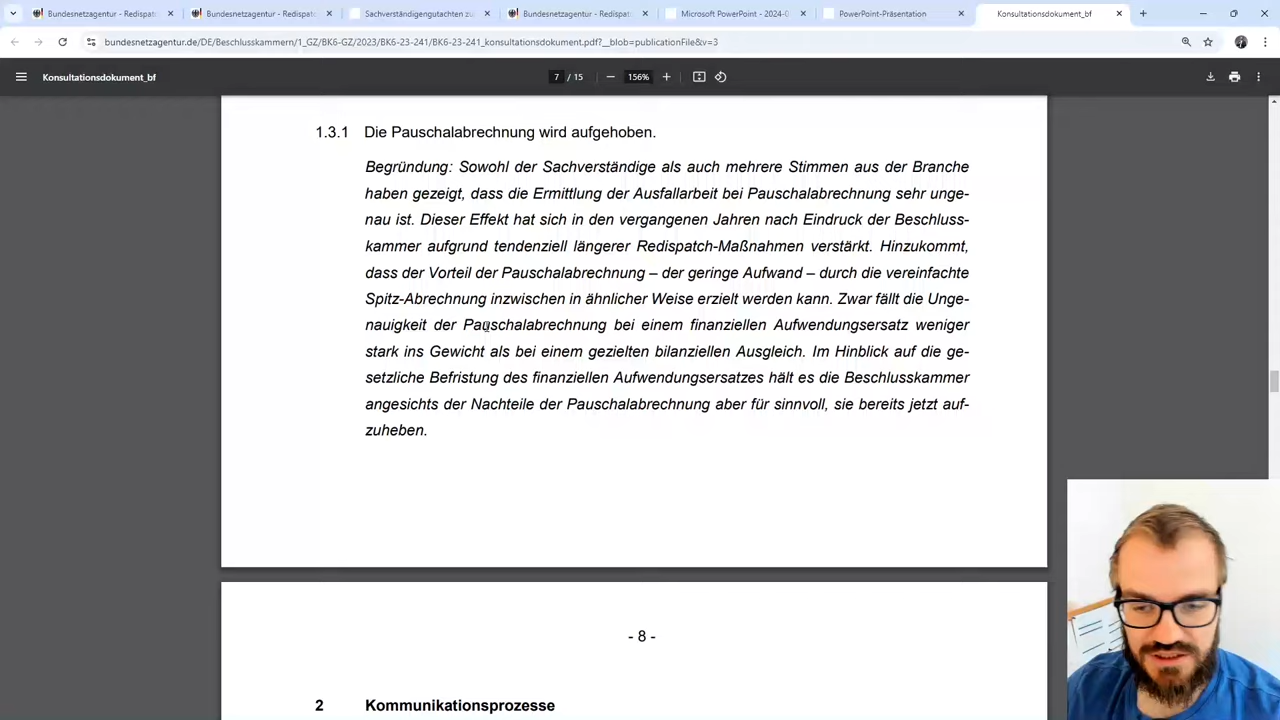 Bundesnetzagentur - Redispat
Bundesnetzagentur - Redispat
Sachverständigengutachten zu
Bundesnetzagentur - Redispat
Microsoft PowerPoint - 2024-0
PowerPoint-Präsentation
Konsultationsdokument_bf
bundesnetzagentur.de/DE/Beschlusskammern/1_GZ/BK6-GZ/2023/BK6-23-241/BK6-23-241_konsultationsdokument.pdf?__blob=publicationFile&v=3
Konsultationsdokument_bf
7 / 15
156%
1.3.1 Die Pauschalabrechnung wird aufgehoben.
Begründung: Sowohl der Sachverständige als auch mehrere Stimmen aus der Branche
haben gezeigt, dass die Ermittlung der Ausfallarbeit bei Pauschalabrechnung sehr unge-
nau ist. Dieser Effekt hat sich in den vergangenen Jahren nach Eindruck der Beschluss-
kammer aufgrund tendenziell längerer Redispatch-Maßnahmen verstärkt. Hinzukommt,
dass der Vorteil der Pauschalabrechnung – der geringe Aufwand – durch die vereinfachte
Spitz-Abrechnung inzwischen in ähnlicher Weise erzielt werden kann. Zwar fällt die Unge-
nauigkeit der Pauschalabrechnung bei einem finanziellen Aufwendungsersatz weniger
stark ins Gewicht als bei einem gezielten bilanziellen Ausgleich. Im Hinblick auf die ge-
setzliche Befristung des finanziellen Aufwendungsersatzes hält es die Beschlusskammer
angesichts der Nachteile der Pauschalabrechnung aber für sinnvoll, sie bereits jetzt auf-
zuheben.
- 8 -
2 Kommunikationsprozesse